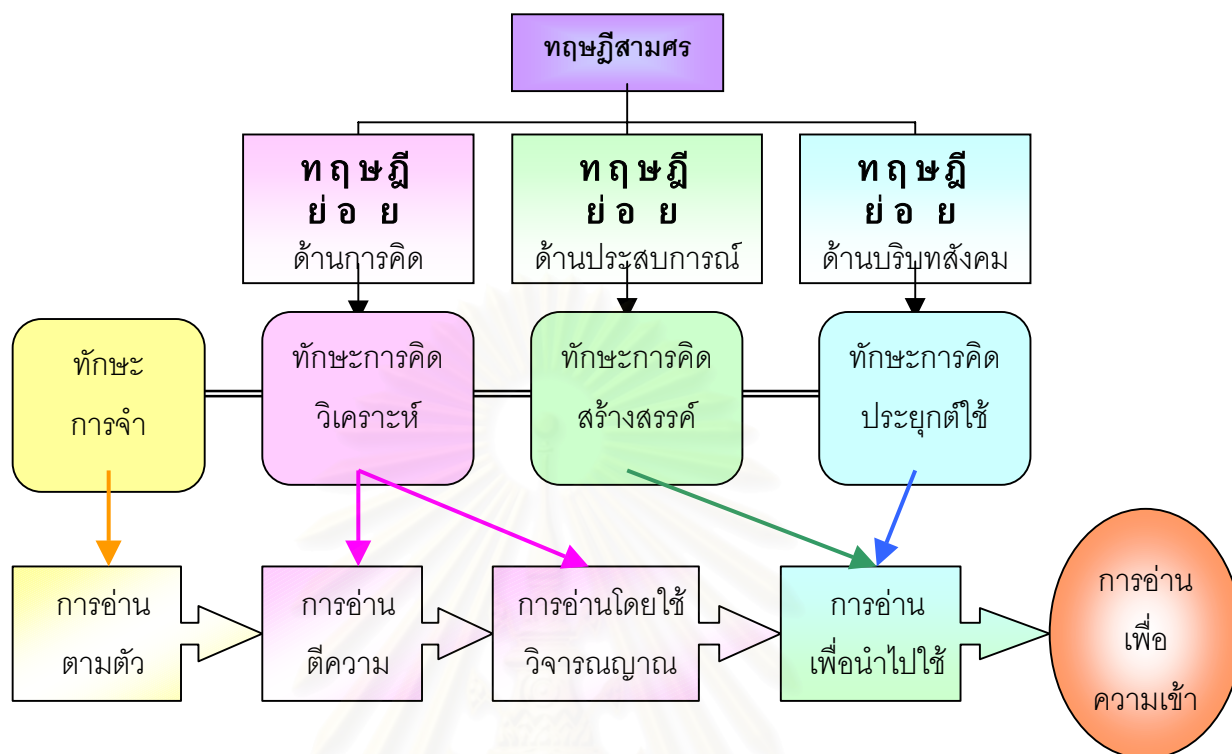 ทฤษฎีสามศร
ทฤษฎี
ย่อย
ด้านการคิด
ทฤษฎี
ย่อย
ด้านประสบการณ์
ทฤษฎี
ย่อย
ด้านบริบทสังคม
ทักษะ
การจำ
ทักษะการคิด
วิเคราะห์
ทักษะการคิด
สร้างสรรค์
ทักษะการคิด
ประยุกต์ใช้
การอ่าน
ตามตัว
การอ่าน
ตีความ
การอ่านโดยใช้
วิจารณญาณ
การอ่าน
เพื่อนำไปใช้
การอ่าน
เพื่อ
ความเข้า